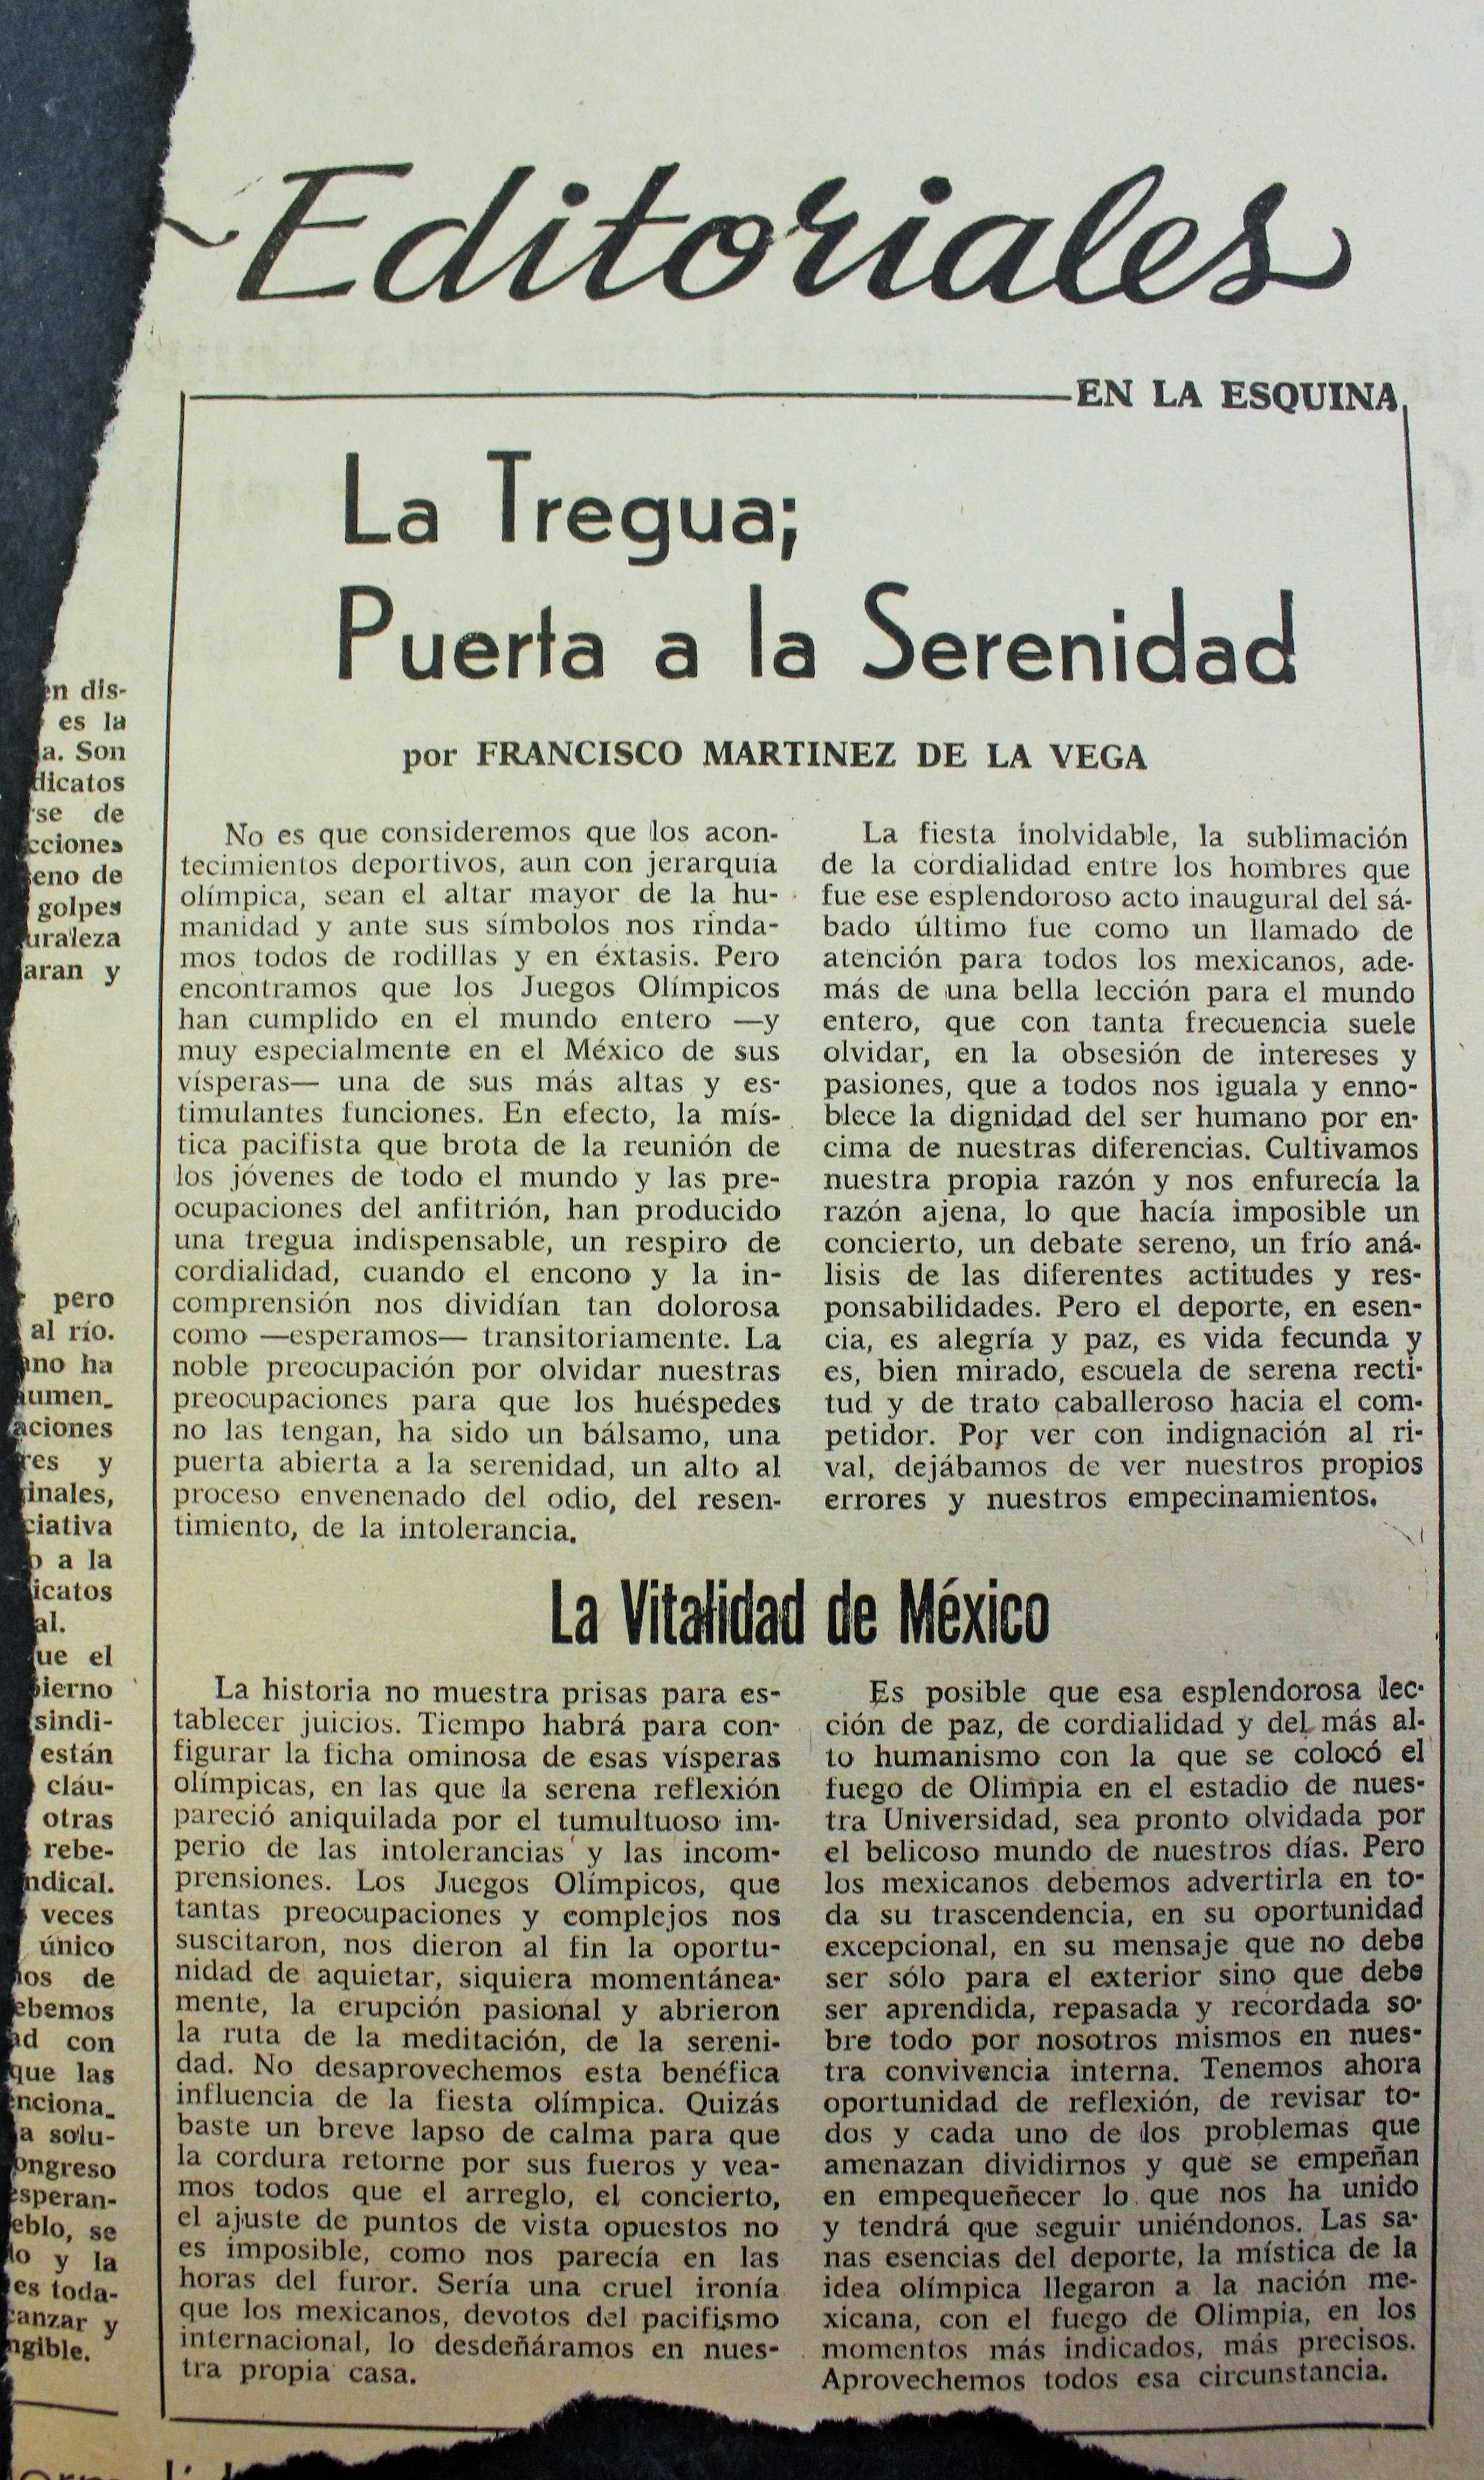 Editoriales
EN LA ESQUINA
La Tregua;
Puerta a la Serenidad
por FRANCISCO MARTINEZ DE LA VEGA
No es que consideremos que los acon-
tecimientos deportivos, aun con jerarquía
olímpica, sean el altar mayor de la hu-
manidad y ante sus símbolos nos rinda-
mos todos de rodillas y en éxtasis. Pero
encontramos que los Juegos Olímpicos
han cumplido en el mundo entero —y
muy especialmente en el México de sus
vísperas— una de sus más altas y es-
timulantes funciones. En efecto, la mís-
tica pacifista que brota de la reunión de
los jóvenes de todo el mundo y las pre-
ocupaciones del anfitrión, han producido
una tregua indispensable, un respiro de
cordialidad, cuando el encono y la in-
comprensión nos dividían tan dolorosa
como —esperamos— transitoriamente. La
noble preocupación por olvidar nuestras
preocupaciones para que los huéspedes
no las tengan, ha sido un bálsamo, una
puerta abierta a la serenidad, un alto al
proceso envenenado del odio, del resen-
timiento, de la intolerancia.
La fiesta inolvidable, la sublimación
de la cordialidad entre los hombres que
fue ese esplendoroso acto inaugural del sá-
bado último fue como un llamado de
atención para todos los mexicanos, ade-
más de una bella lección para el mundo
entero, que con tanta frecuencia suele
olvidar, en la obsesión de intereses y
pasiones, que a todos nos iguala y enno-
blece la dignidad del ser humano por en-
cima de nuestras diferencias. Cultivamos
nuestra propia razón y nos enfurecía la
razón ajena, lo que hacía imposible un
concierto, un debate sereno, un frío aná-
lisis de las diferentes actitudes y res-
ponsabilidades. Pero el deporte, en esen-
cia, es alegría y paz, es vida fecunda y
es, bien mirado, escuela de serena recti-
tud y de trato caballeroso hacia el com-
petidor. Por ver con indignación al ri-
val, dejábamos de ver nuestros propios
errores y nuestros empecinamientos.
La Vitalidad de México
La historia no muestra prisas para es-
tablecer juicios. Tiempo habrá para con-
figurar la ficha ominosa de esas vísperas
olímpicas, en las que la serena reflexión
pareció aniquilada por el tumultuoso im-
perio de las intolerancias y las incom-
prensiones. Los Juegos Olímpicos, que
tantas preocupaciones y complejos nos
suscitaron, nos dieron al fin la oportu-
nidad de aquietar, siquiera momentánea-
mente, la erupción pasional y abrieron
la ruta de la meditación, de la sereni-
dad. No desaprovechemos esta benéfica
influencia de la fiesta olímpica. Quizás
baste un breve lapso de calma para que
la cordura retorne por sus fueros y vea-
mos todos que el arreglo, el concierto,
el ajuste de puntos de vista opuestos no
es imposible, como nos parecía en las
horas del furor. Sería una cruel ironía
que los mexicanos, devotos del pacifismo
internacional, lo desdeñáramos en nues-
tra propia casa.
Es posible que esa esplendorosa lec-
ción de paz, de cordialidad y del más al-
to humanismo con la que se colocó el
fuego de Olimpia en el estadio de nues-
tra Universidad, sea pronto olvidada por
el belicoso mundo de nuestros días. Pero
los mexicanos debemos advertirla en to-
da su trascendencia, en su oportunidad
excepcional, en su mensaje que no debe
ser sólo para el exterior sino que debe
ser aprendida, repasada y recordada so-
bre todo por nosotros mismos en nues-
tra convivencia interna. Tenemos ahora
oportunidad de reflexión, de revisar to-
dos y cada uno de los problemas que
amenazan dividirnos y que se empeñan
en empequeñecer lo que nos ha unido
y tendrá que seguir uniéndonos. Las sa-
nas esencias del deporte, la mística de la
idea olímpica llegaron a la nación me-
xicana, con el fuego de Olimpia, en los
momentos más indicados, más precisos.
Aprovechemos todos esa circunstancia.
en dis-
es la
Son
de
golpes
y
pero
al río.
ha
y
a la
el
sindi-
están
cláu-
otras
rebe-
veces
único
de
con
que las
solu-
se
y la
toda-
y